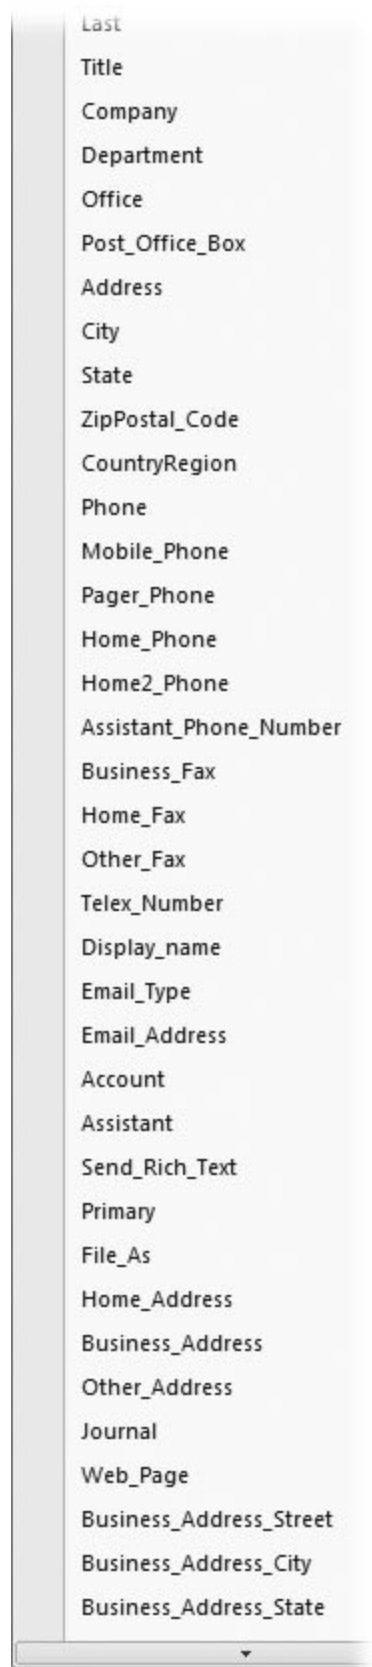 Last
Title
Company
Department
Office
Post_Office_Box
Address
City
State
ZipPostal_Code
CountryRegion
Phone
Mobile_Phone
Pager_Phone
Home_Phone
Home2_Phone
Assistant_Phone_Number
Business_Fax
Home_Fax
Other_Fax
Telex_Number
Display_name
Email_Type
Email_Address
Account
Assistant
Send_Rich_Text
Primary
File_As
Home_Address
Business_Address
Other_Address
Journal
Web_Page
Business_Address_Street
Business_Address_City
Business_Address_State